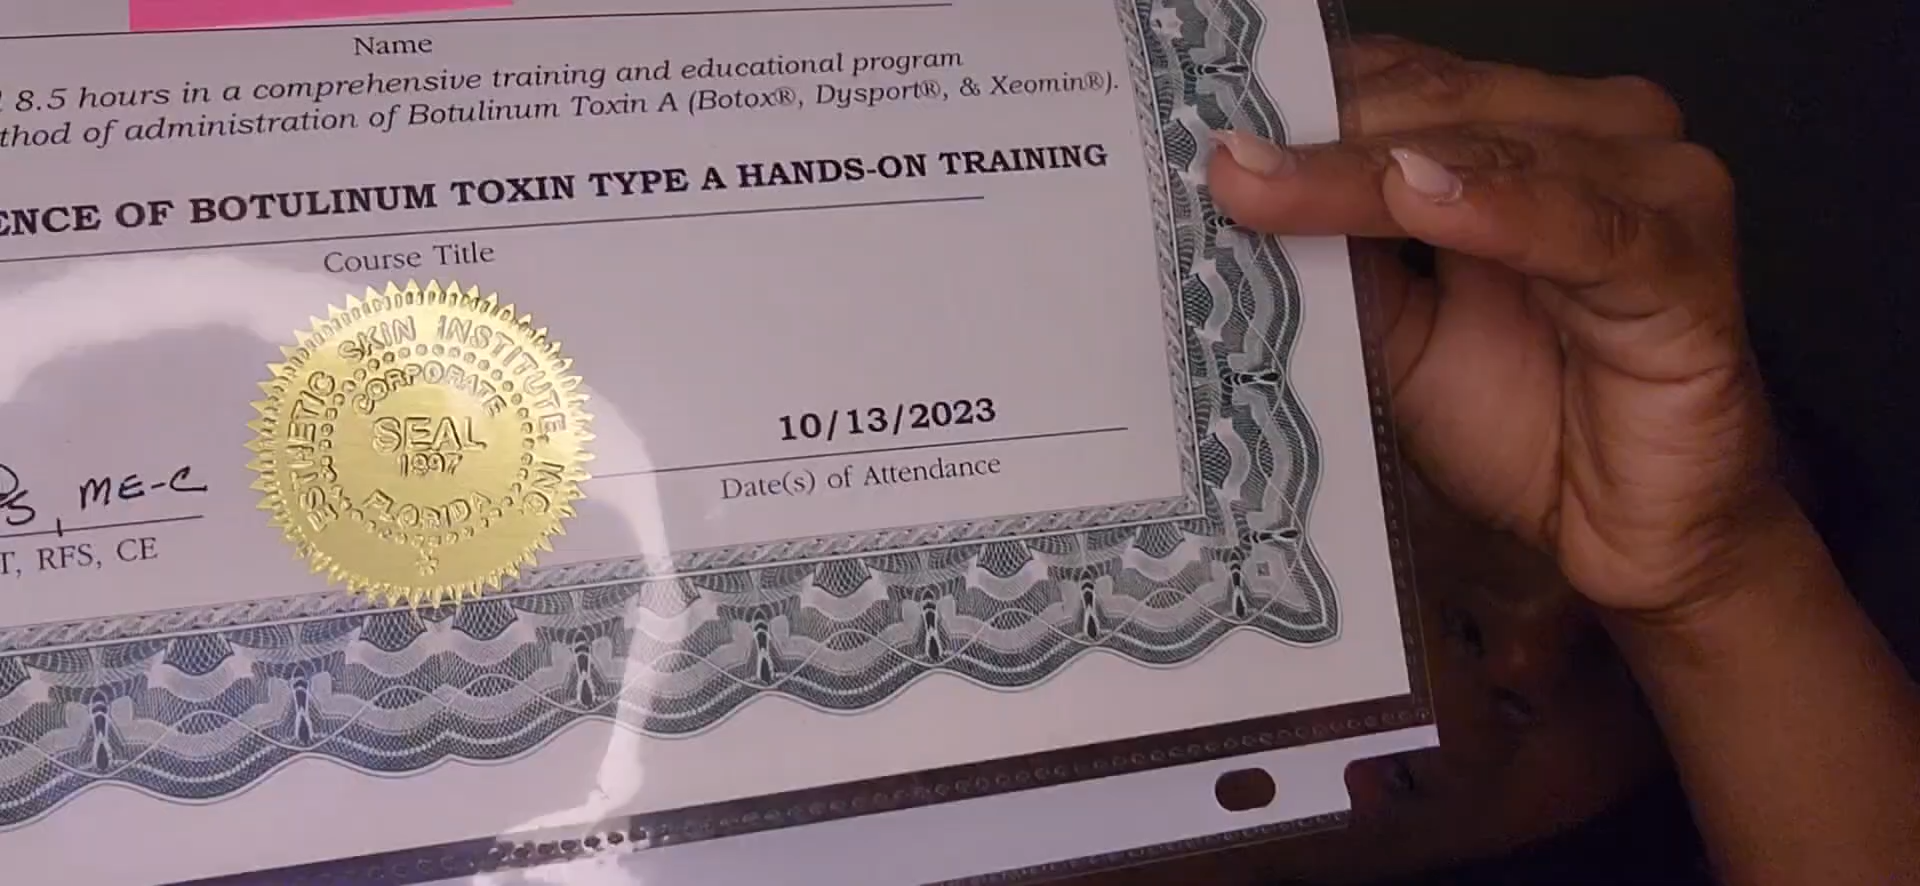 Name
8.5 hours in a comprehensive training and educational program
thod of administration of Botulinum Toxin A (Botox®, Dysport®, & Xeomin®).
ENCE OF BOTULINUM TOXIN TYPE A HANDS-ON TRAINING
Course Title
ESTHETIC SKIN INSTITUTE, INC.
CORPORATE
SEAL
1997
FLORIDA
10/13/2023
Date(s) of Attendance
, ME-C
T, RFS, CE